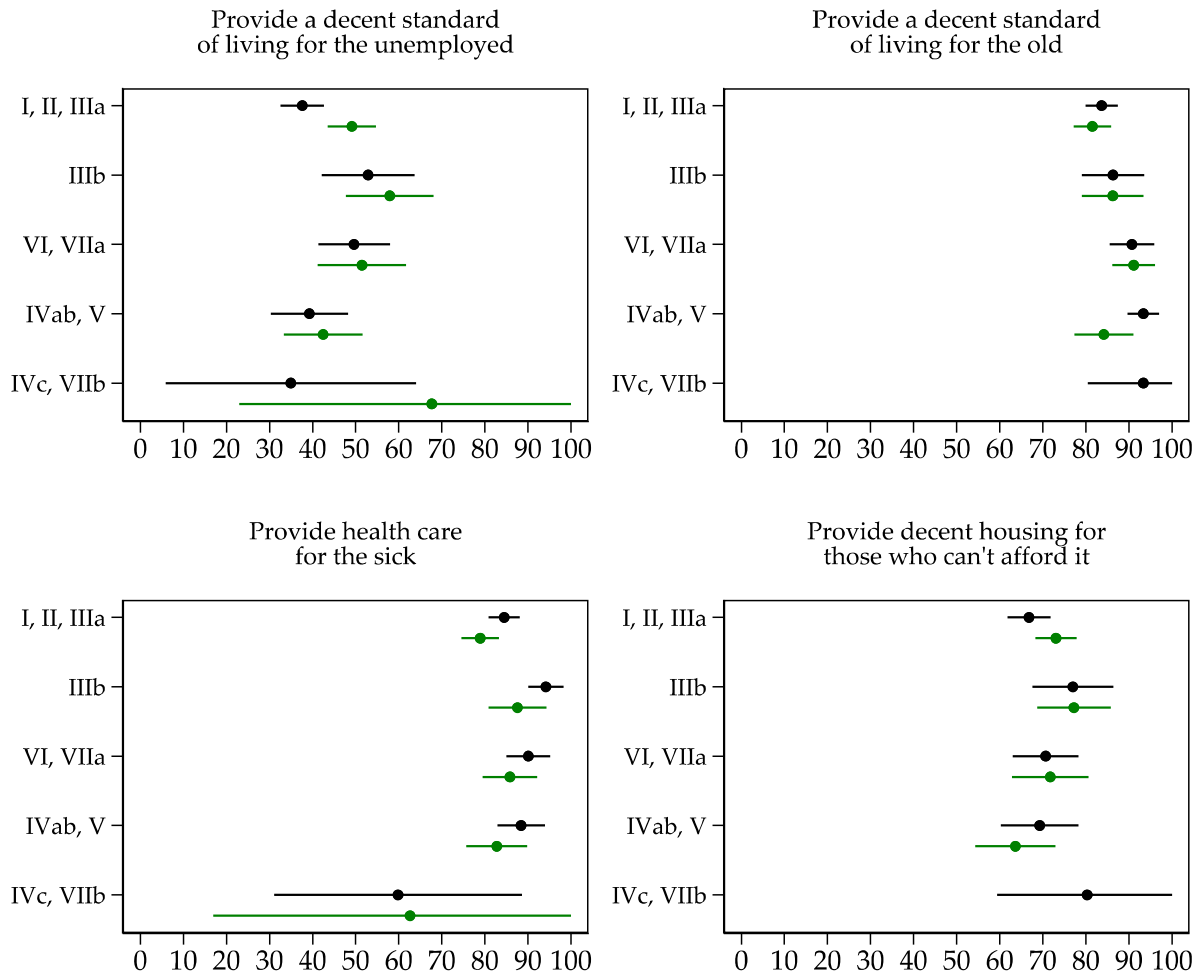 Provide a decent standard
of living for the unemployed
I, II, IIIa
IIIb
VI, VIIa
IVab, V
IVc, VIIb
0 10 20 30 40 50 60 70 80 90 100
Provide a decent standard
of living for the old
I, II, IIIa
IIIb
VI, VIIa
IVab, V
IVc, VIIb
0 10 20 30 40 50 60 70 80 90 100
Provide health care
for the sick
I, II, IIIa
IIIb
VI, VIIa
IVab, V
IVc, VIIb
0 10 20 30 40 50 60 70 80 90 100
Provide decent housing for
those who can't afford it
I, II, IIIa
IIIb
VI, VIIa
IVab, V
IVc, VIIb
0 10 20 30 40 50 60 70 80 90 100